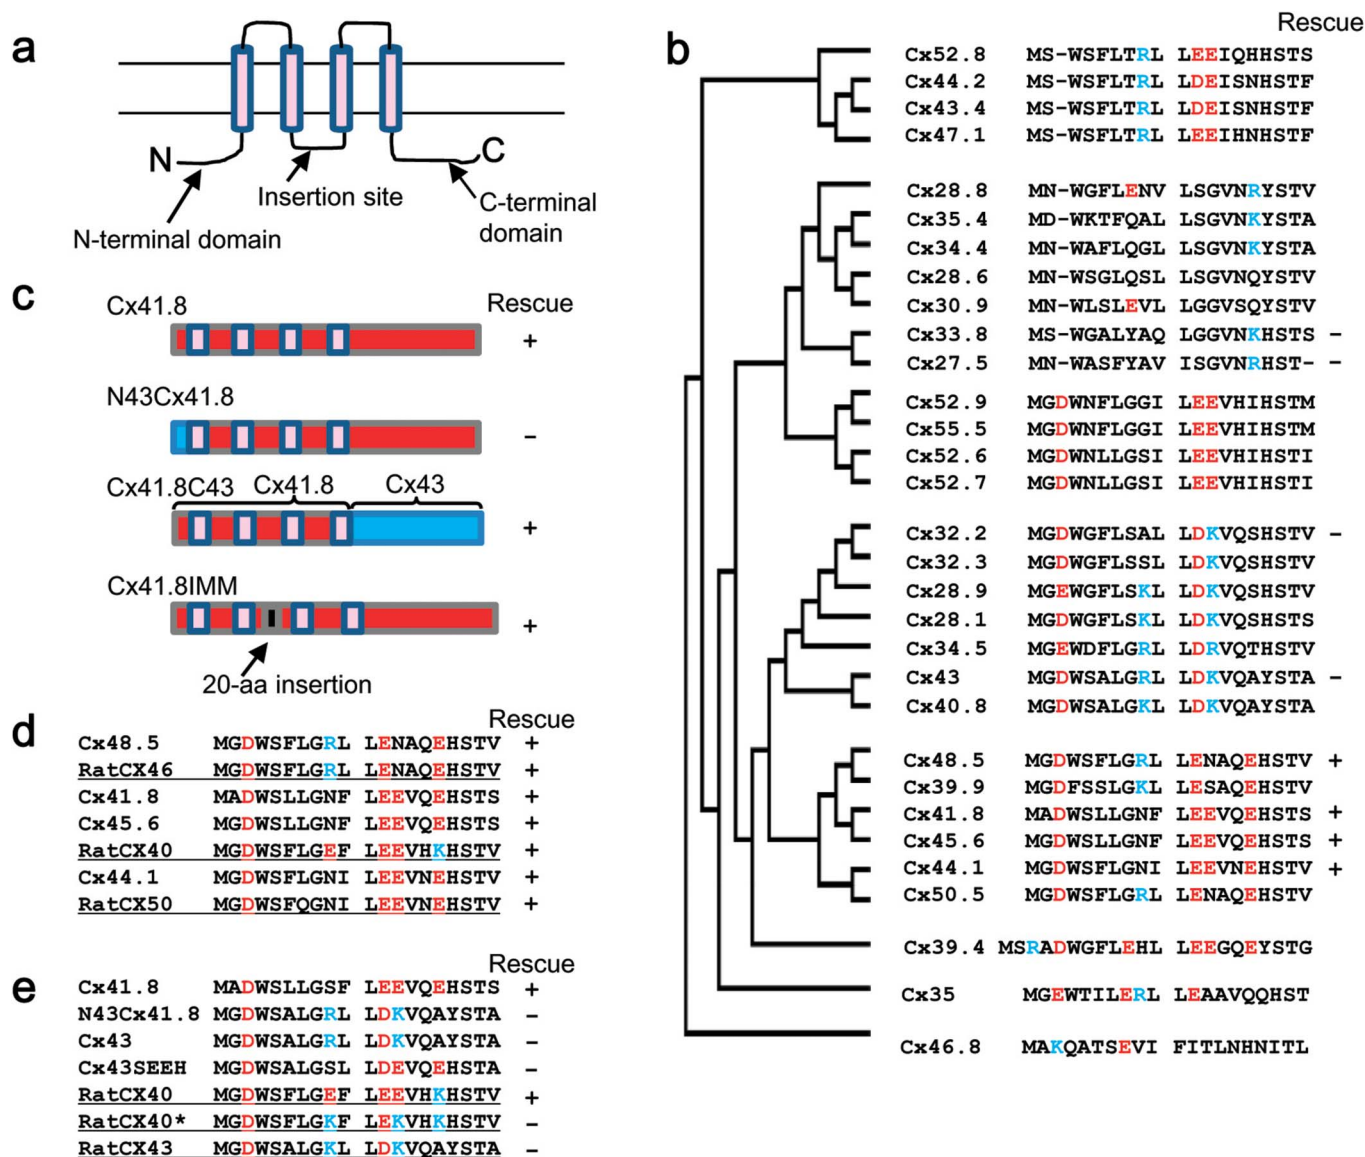 a
N
C
Insertion site
N-terminal domain
C-terminal
domain
b
Rescue
Cx52.8 MS-WSFLTRL LEEIQHHSTS
Cx44.2 MS-WSFLTRL LDEISNHSTF
Cx43.4 MS-WSFLTRL LDEISNHSTF
Cx47.1 MS-WSFLTRL LEEIHNHSTF
Cx28.8 MN-WGFLENV LSGVNRYSTV
Cx35.4 MD-WKTFQAL LSGVNKYSTA
Cx34.4 MN-WAFLQGL LSGVNKYSTA
Cx28.6 MN-WSGLQSL LSGVNQYSTV
Cx30.9 MN-WLSLEVL LGGVSQYSTV
Cx33.8 MS-WGALYAQ LGGVNKHSTS −
Cx27.5 MN-WASFYAV ISGVNRHST- −
Cx52.9 MGDWNFLGGI LEEVHIHSTM
Cx55.5 MGDWNFLGGI LEEVHIHSTM
Cx52.6 MGDWNLLGSI LEEVHIHSTI
Cx52.7 MGDWNLLGSI LEEVHIHSTI
Cx32.2 MGDWGFLSAL LDKVQSHSTV −
Cx32.3 MGDWGFLSSL LDKVQSHSTV
Cx28.9 MGEWGFLSKL LDKVQSHSTV
Cx28.1 MGDWGFLSKL LDKVQSHSTS
Cx34.5 MGEWDFLGRL LDRVQTHSTV
Cx43 MGDWSALGRL LDKVQAYSTA −
Cx40.8 MGDWSALGKL LDKVQAYSTA
Cx48.5 MGDWSFLGRL LENAQEHSTV +
Cx39.9 MGDFSSLGKL LESAQEHSTV
Cx41.8 MADWSLLGNF LEEVQEHSTS +
Cx45.6 MGDWSLLGNF LEEVQEHSTS +
Cx44.1 MGDWSFLGNI LEEVNEHSTV +
Cx50.5 MGDWSFLGRL LENAQEHSTV
Cx39.4 MSRADWGFLEHL LEEGQEYSTG
Cx35 MGEWTILERL LEAAVQQHST
Cx46.8 MAKQATSEVI FITLNHNITL
c
Rescue
Cx41.8
+
N43Cx41.8
−
Cx41.8C43 Cx41.8 Cx43
+
Cx41.8IMM
+
20-aa insertion
d
Rescue
Cx48.5 MGDWSFLGRL LENAQEHSTV +
RatCX46 MGDWSFLGRL LENAQEHSTV +
Cx41.8 MADWSLLGNF LEEVQEHSTS +
Cx45.6 MGDWSLLGNF LEEVQEHSTS +
RatCX40 MGDWSFLGEF LEEVHKHSTV +
Cx44.1 MGDWSFLGNI LEEVNEHSTV +
RatCX50 MGDWSFQGNI LEEVNEHSTV +
e
Rescue
Cx41.8 MADWSLLGSF LEEVQEHSTS +
N43Cx41.8 MGDWSALGRL LDKVQAYSTA −
Cx43 MGDWSALGRL LDKVQAYSTA −
Cx43SEEH MGDWSALGSL LDEVQEHSTA −
RatCX40 MGDWSFLGEF LEEVHKHSTV +
RatCX40* MGDWSFLGKF LEKVHKHSTV −
RatCX43 MGDWSALGKL LDKVQAYSTA −